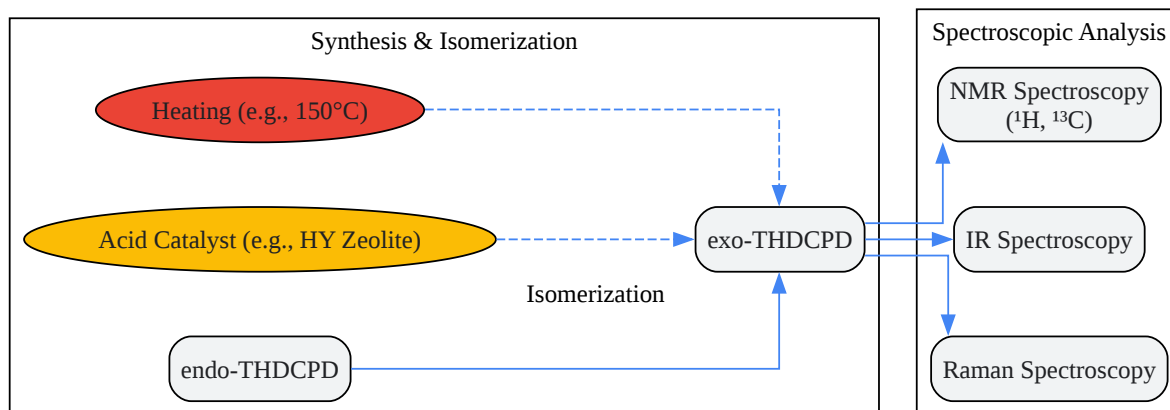 Synthesis & Isomerization
Heating (e.g., 150°C)
Acid Catalyst (e.g., HY Zeolite)
exo-THDCPD
Isomerization
endo-THDCPD
Spectroscopic Analysis
NMR Spectroscopy
(¹H, ¹³C)
IR Spectroscopy
Raman Spectroscopy